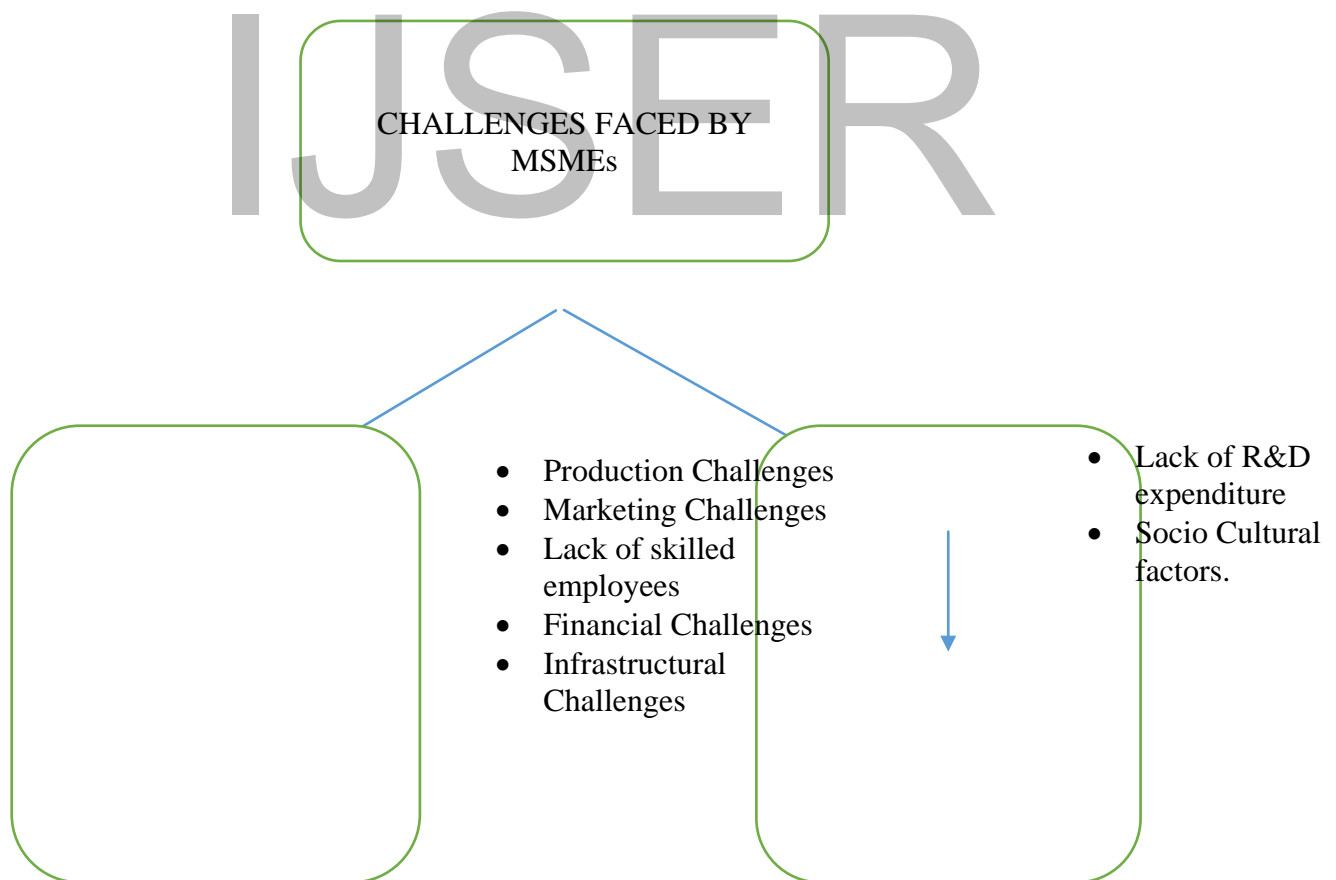 IJSER
CHALLENGES FACED BY
MSMEs
• Production Challenges
• Marketing Challenges
• Lack of skilled
employees
• Financial Challenges
• Infrastructural
Challenges
• Lack of R&D
expenditure
• Socio Cultural
factors.